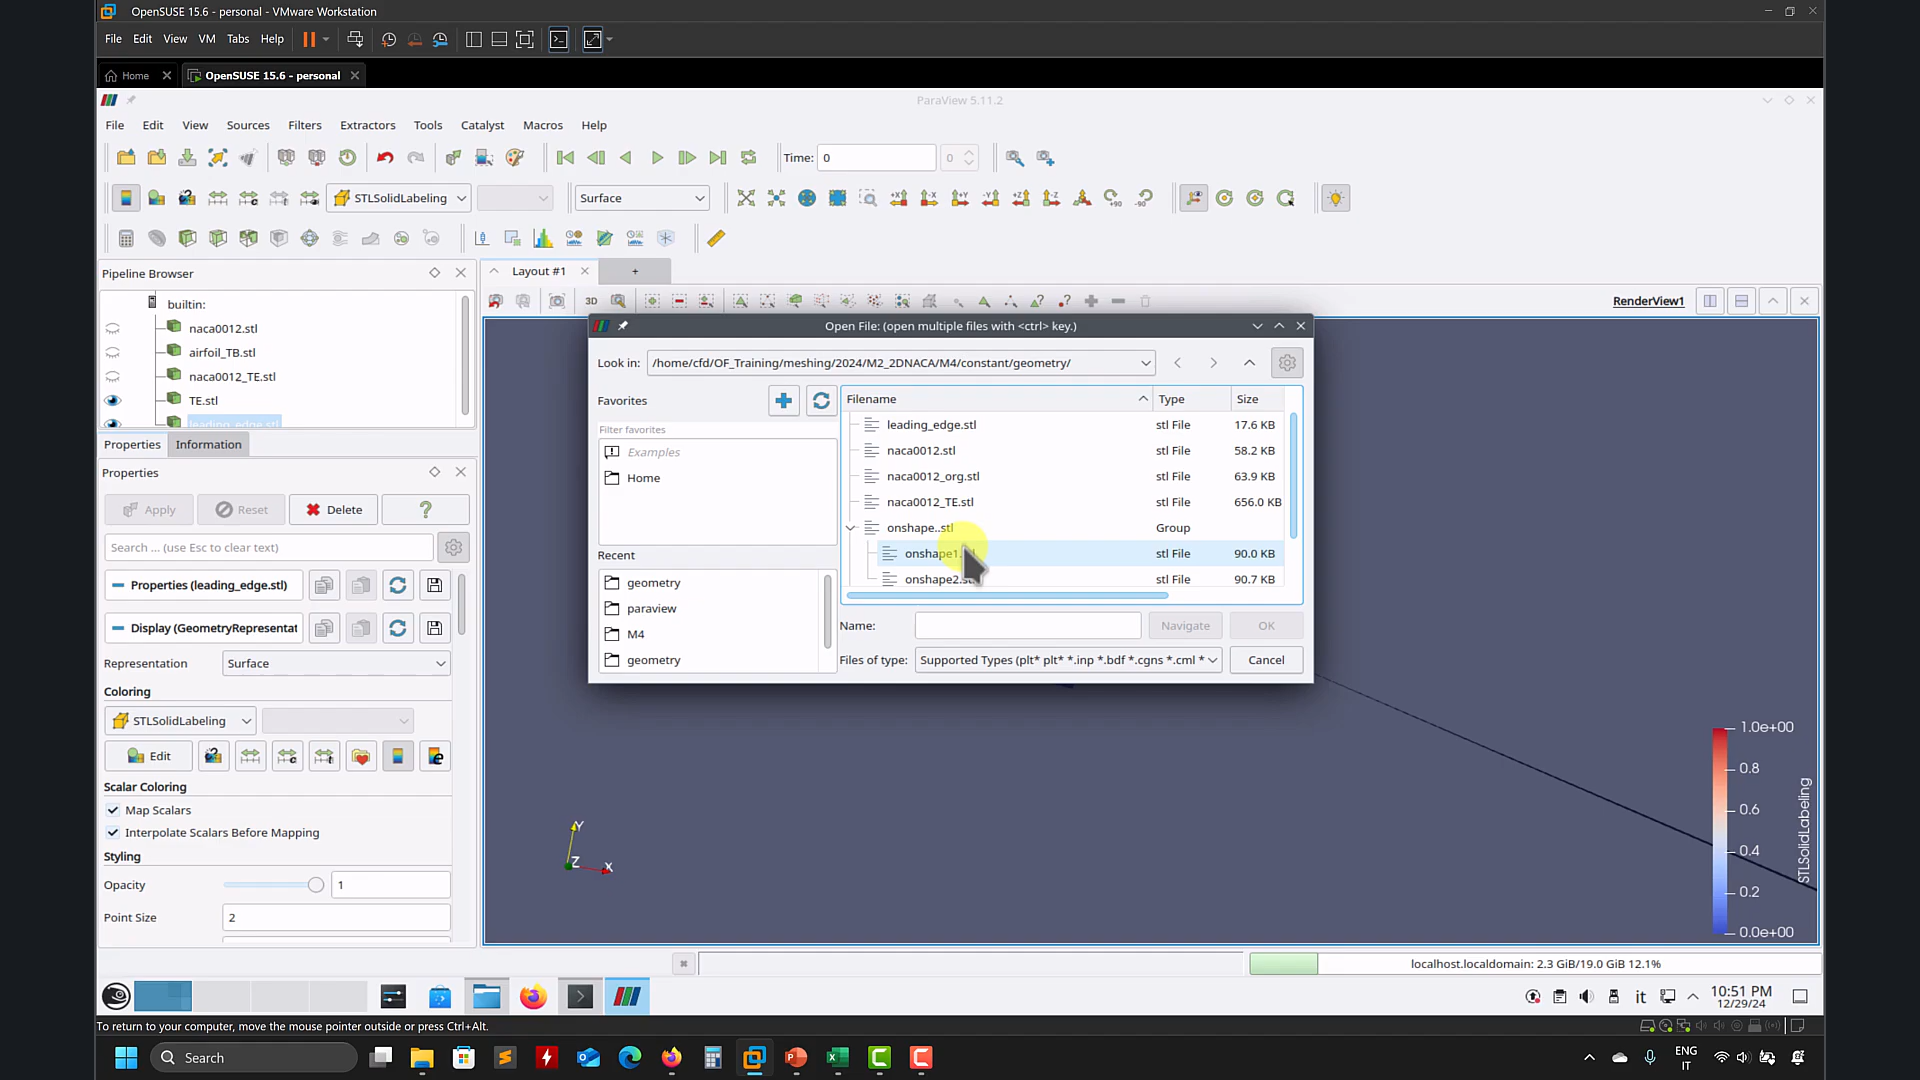 OpenSUSE 15.6 - personal - VMware Workstation
File Edit View VM Tabs Help
Home
OpenSUSE 15.6 - personal
ParaView 5.11.2
File Edit View Sources Filters Extractors Tools Catalyst Macros Help
Time: 0 0
STLSolidLabeling
Surface
+X -X +Y -Y +Z -Z +90 -90
Pipeline Browser
Layout #1
+
builtin:
3D
RenderView1
naca0012.stl
airfoil_TB.stl
naca0012_TE.stl
TE.stl
leading_edge.stl
Properties Information
Properties
Apply Reset Delete ?
Search ... (use Esc to clear text)
Properties (leading_edge.stl)
Display (GeometryRepresentat
Representation Surface
Coloring
STLSolidLabeling
Edit
Scalar Coloring
Map Scalars
Interpolate Scalars Before Mapping
Styling
Opacity 1
Point Size 2
Open File: (open multiple files with <ctrl> key.)
Look in: /home/cfd/OF_Training/meshing/2024/M2_2DNACA/M4/constant/geometry/
Favorites
Filter favorites
Examples
Home
Recent
geometry
paraview
M4
geometry
Filename Type Size
leading_edge.stl stl File 17.6 KB
naca0012.stl stl File 58.2 KB
naca0012_org.stl stl File 63.9 KB
naca0012_TE.stl stl File 656.0 KB
onshape..stl Group
onshape1. stl File 90.0 KB
onshape2.st stl File 90.7 KB
Name: Navigate OK
Files of type: Supported Types (plt* plt* *.inp *.bdf *.cgns *.cml * Cancel
Y
Z
X
1.0e+00
0.8
0.6
0.4
0.2
0.0e+00
STLSolidLabeling
localhost.localdomain: 2.3 GiB/19.0 GiB 12.1%
it
10:51 PM
12/29/24
To return to your computer, move the mouse pointer outside or press Ctrl+Alt.
Search
ENG
IT